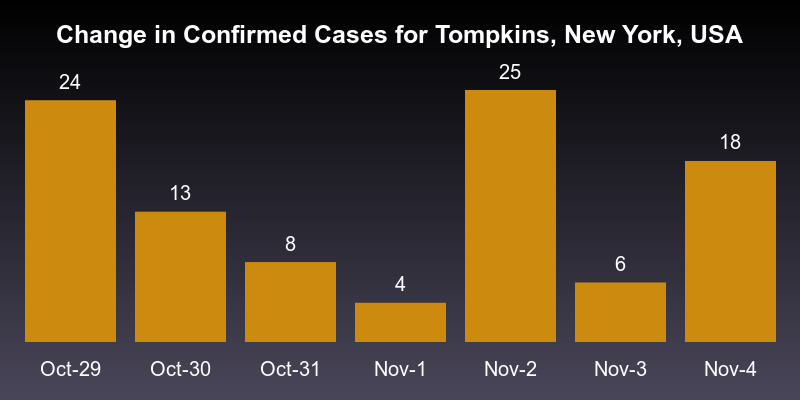 Change in Confirmed Cases for Tompkins, New York, USA
24
13
8
4
25
6
18
Oct-29
Oct-30
Oct-31
Nov-1
Nov-2
Nov-3
Nov-4